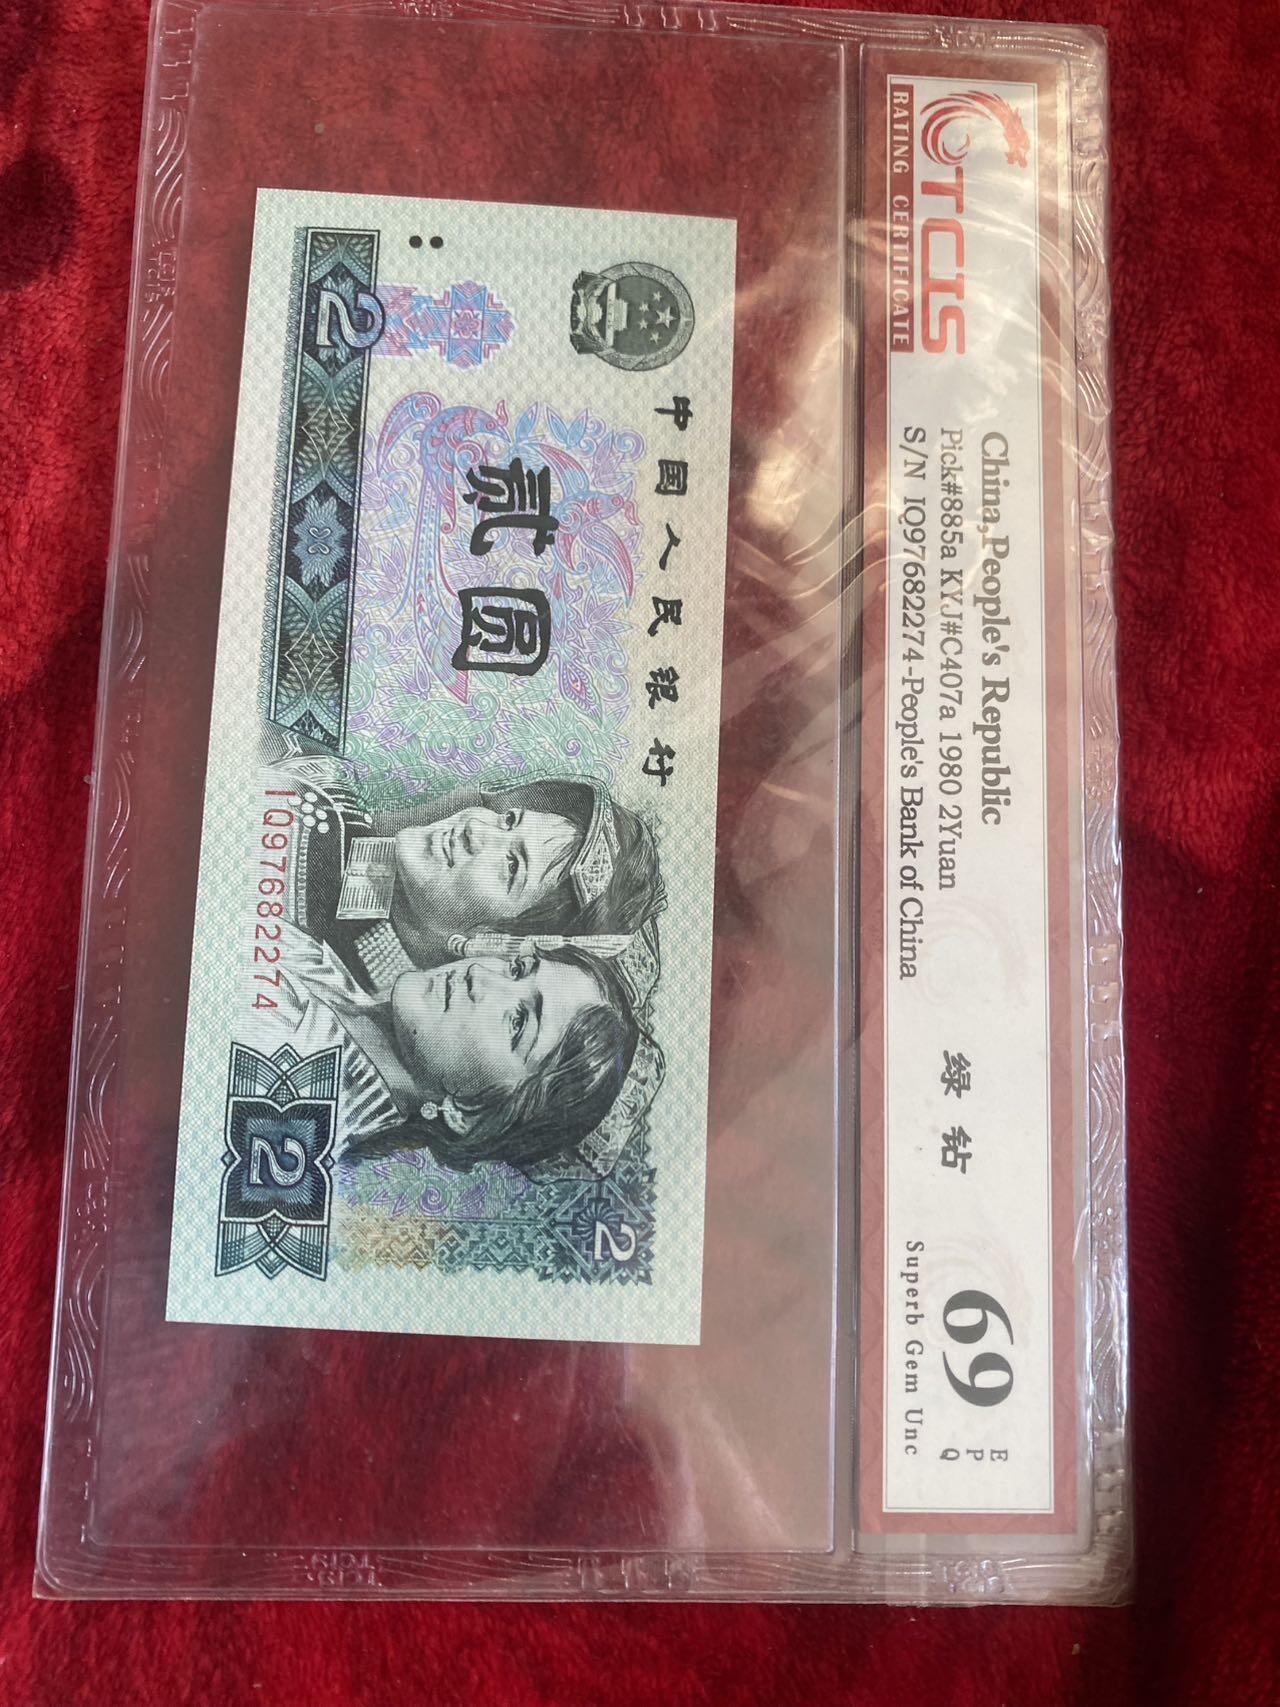 TCIS
RATING CERTIFICATE
China,People's Republic
Pick#885a KYJ#C407a 1980 2Yuan
S/N IQ97682274-People's Bank of China
绿钻
69
EPQ
Superb Gem Unc
中国人民银行
贰圆
2
IQ97682274
2
2